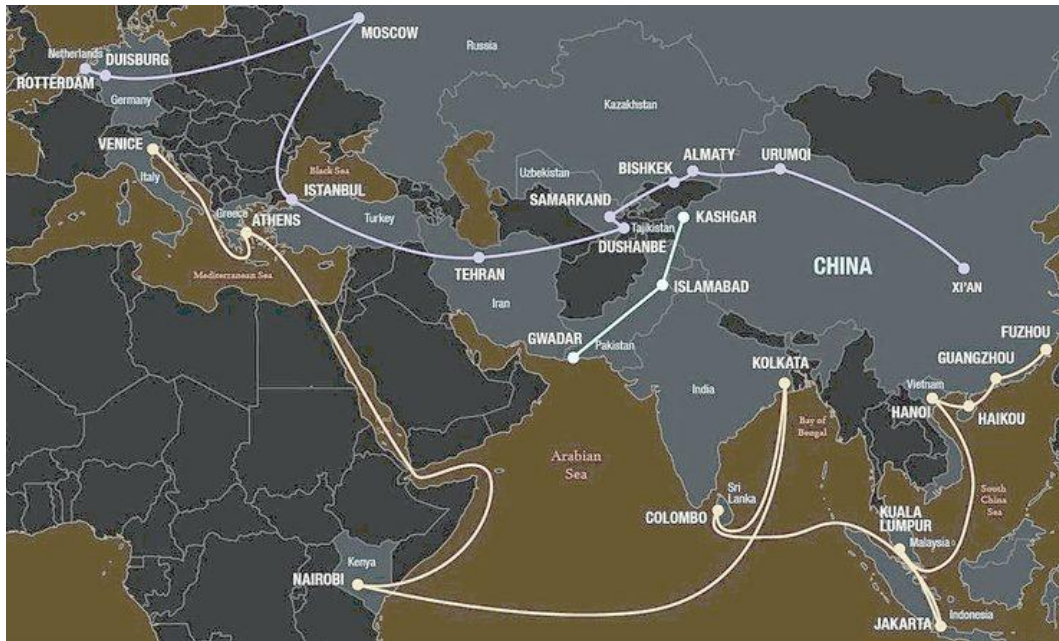 MOSCOW
Russia
Netherlands
DUISBURG
ROTTERDAM
Germany
Kazakhstan
VENICE
Italy
Black Sea
ISTANBUL
Uzbekistan
BISHKEK
ALMATY
URUMQI
SAMARKAND
Greece
ATHENS
Turkey
Tajikistan
KASHGAR
DUSHANBE
Mediterranean Sea
TEHRAN
CHINA
XI'AN
Iran
ISLAMABAD
GWADAR
Pakistan
FUZHOU
GUANGZHOU
KOLKATA
India
Vietnam
HANOI
HAIKOU
Bay of
Bengal
Arabian
Sea
Sri
Lanka
COLOMBO
South
China
Sea
KUALA
LUMPUR
Malaysia
Kenya
NAIROBI
JAKARTA
Indonesia